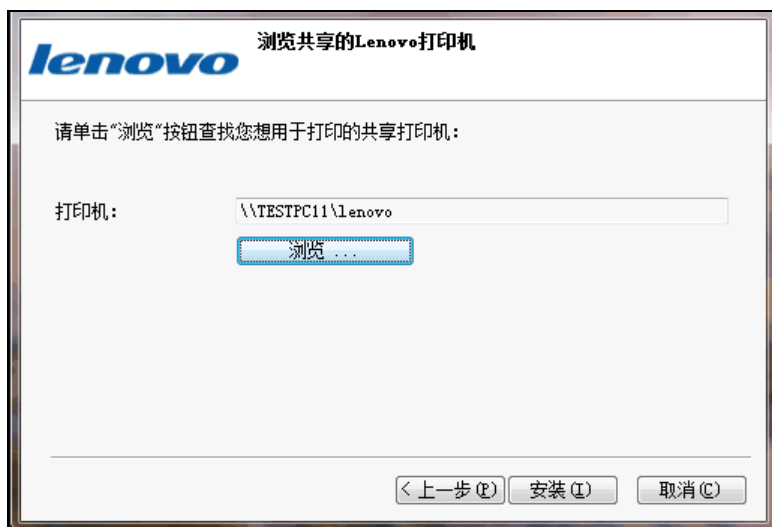 lenovo
浏览共享的Lenovo打印机
请单击“浏览“按钮查找您想用于打印的共享打印机：
打印机： \\TESTPC11\lenovo
浏览 ...
< 上一步(P) 安装(I) 取消(C)